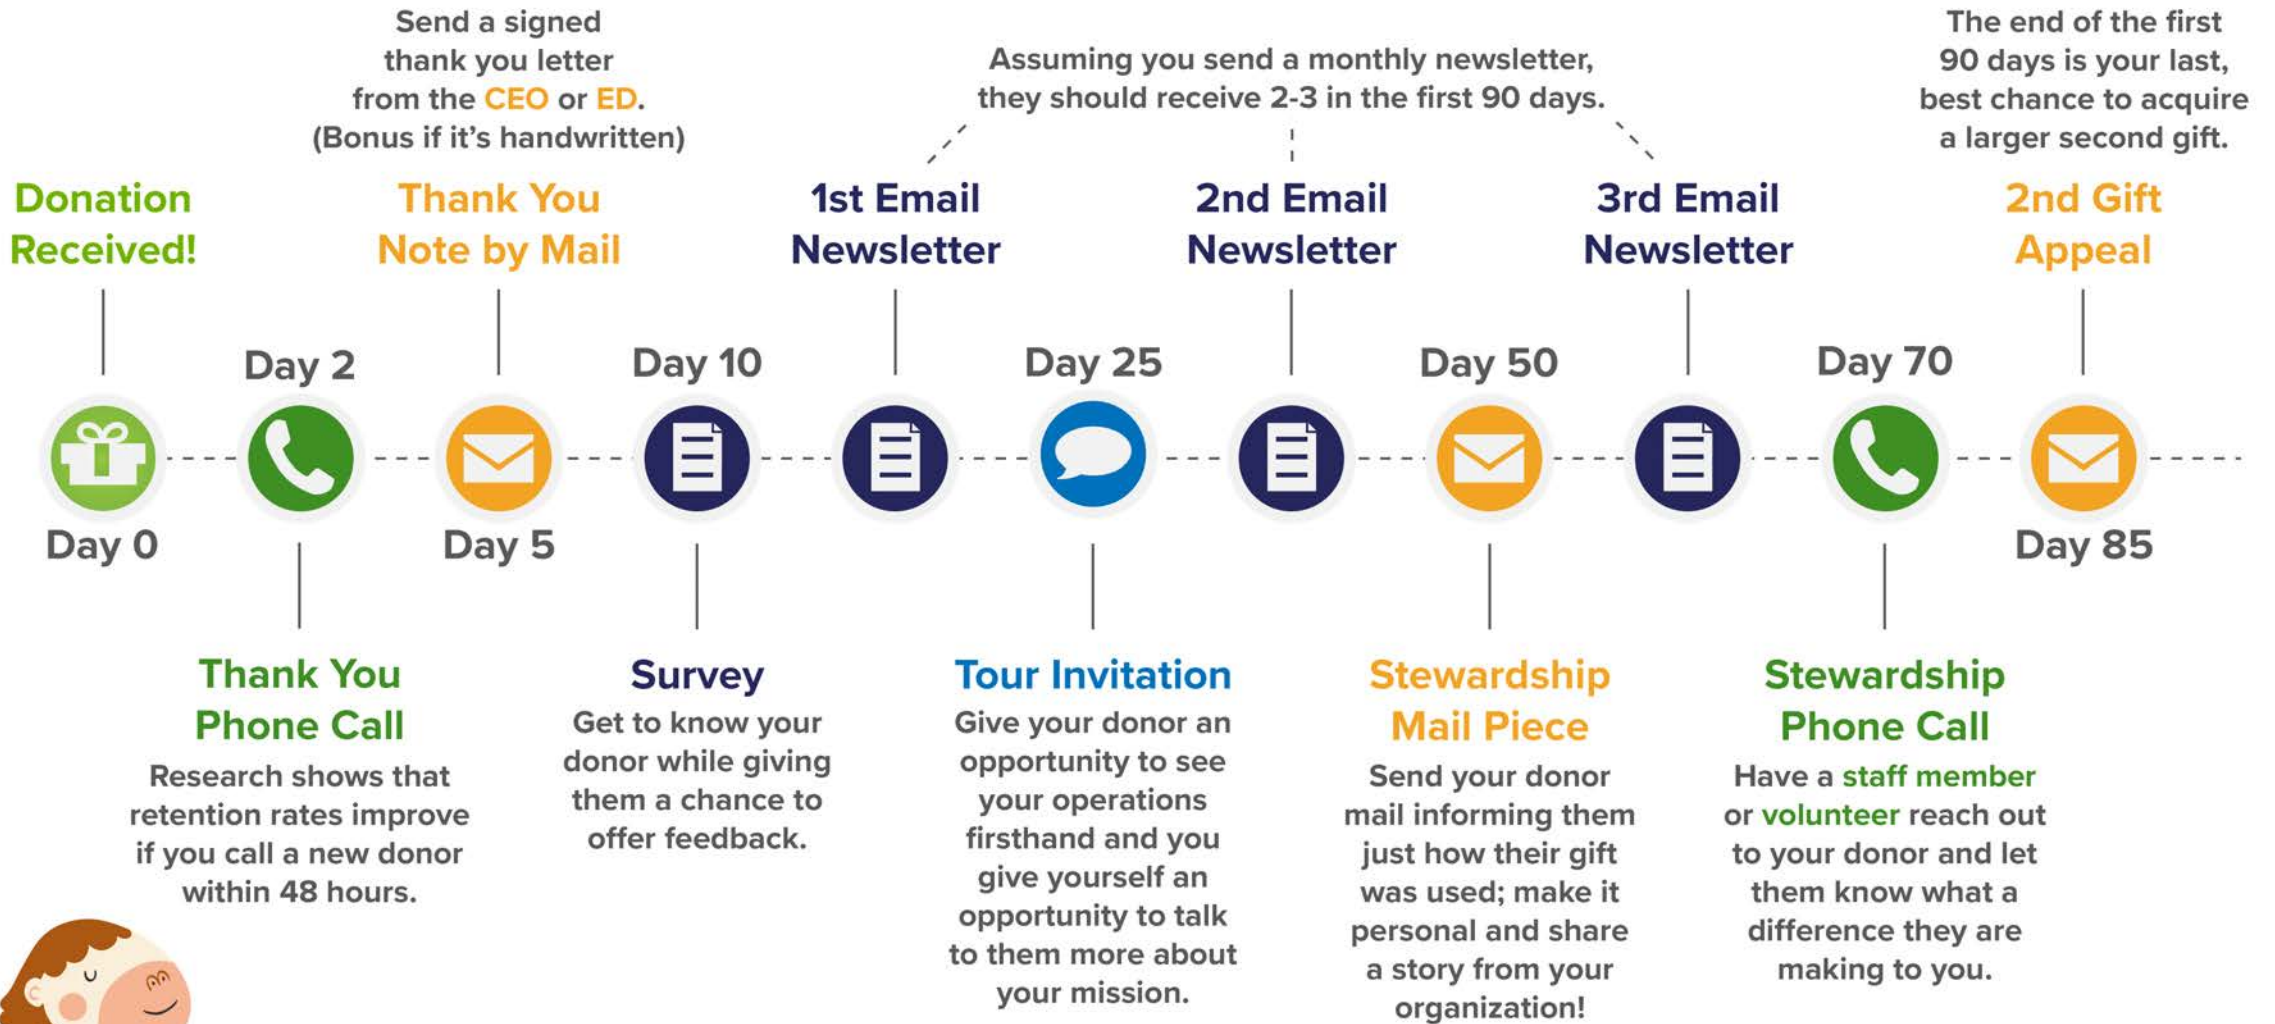 Send a signed
thank you letter
from the CEO or ED.
(Bonus if it's handwritten)
Assuming you send a monthly newsletter,
they should receive 2-3 in the first 90 days.
The end of the first
90 days is your last,
best chance to acquire
a larger second gift.
Donation
Received!
Thank You
Note by Mail
1st Email
Newsletter
2nd Email
Newsletter
3rd Email
Newsletter
2nd Gift
Appeal
Day 2
Day 10
Day 25
Day 50
Day 70
Day 0
Day 5
Day 85
Thank You
Phone Call
Research shows that
retention rates improve
if you call a new donor
within 48 hours.
Survey
Get to know your
donor while giving
them a chance to
offer feedback.
Tour Invitation
Give your donor an
opportunity to see
your operations
firsthand and you
give yourself an
opportunity to talk
to them more about
your mission.
Stewardship
Mail Piece
Send your donor
mail informing them
just how their gift
was used; make it
personal and share
a story from your
organization!
Stewardship
Phone Call
Have a staff member
or volunteer reach out
to your donor and let
them know what a
difference they are
making to you.